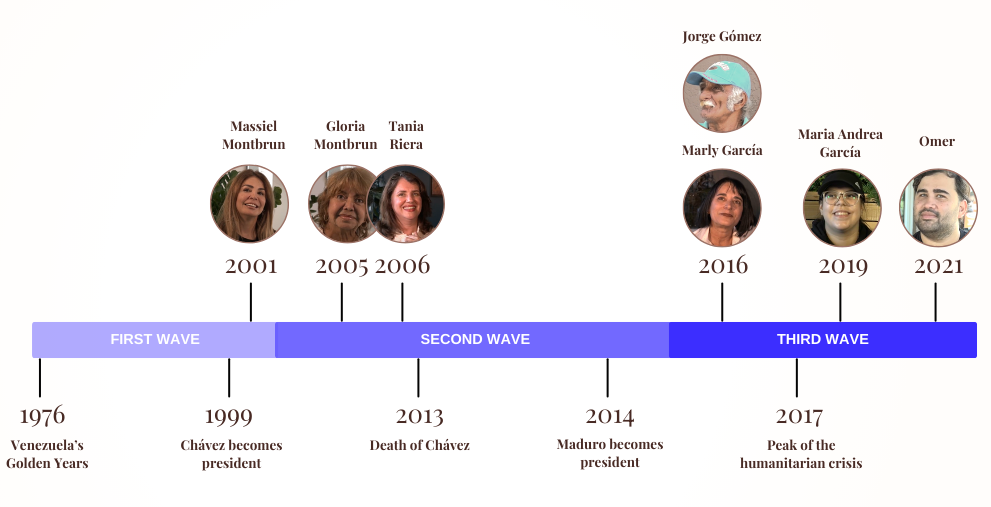 Jorge Gómez
Massiel
Montbrun
Gloria
Montbrun
Tania
Riera
Marly García
Maria Andrea
García
Omer
2001
2005
2006
2016
2019
2021
FIRST WAVE
SECOND WAVE
THIRD WAVE
1976
Venezuela's
Golden Years
1999
Chávez becomes
president
2013
Death of Chávez
2014
Maduro becomes
president
2017
Peak of the
humanitarian crisis